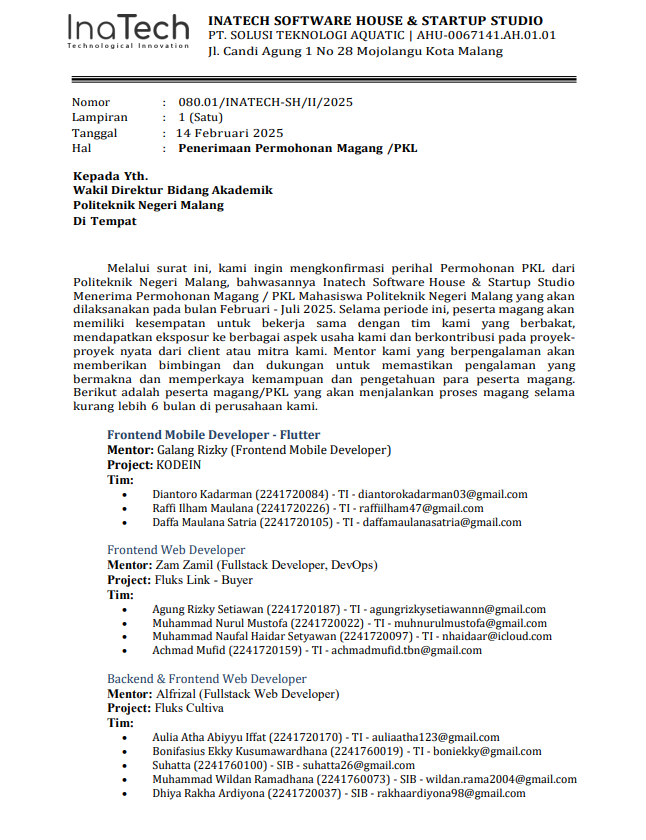 InaTech
Technological Innovation
INATECH SOFTWARE HOUSE & STARTUP STUDIO
PT. SOLUSI TEKNOLOGI AQUATIC | AHU-0067141.AH.01.01
Jl. Candi Agung 1 No 28 Mojolangu Kota Malang
Nomor : 080.01/INATECH-SH/II/2025
Lampiran : 1 (Satu)
Tanggal : 14 Februari 2025
Hal : Penerimaan Permohonan Magang /PKL
Kepada Yth.
Wakil Direktur Bidang Akademik
Politeknik Negeri Malang
Di Tempat
Melalui surat ini, kami ingin mengkonfirmasi perihal Permohonan PKL dari
Politeknik Negeri Malang, bahwasannya Inatech Software House & Startup Studio
Menerima Permohonan Magang / PKL Mahasiswa Politeknik Negeri Malang yang akan
dilaksanakan pada bulan Februari - Juli 2025. Selama periode ini, peserta magang akan
memiliki kesempatan untuk bekerja sama dengan tim kami yang berbakat,
mendapatkan eksposur ke berbagai aspek usaha kami dan berkontribusi pada proyek-
proyek nyata dari client atau mitra kami. Mentor kami yang berpengalaman akan
memberikan bimbingan dan dukungan untuk memastikan pengalaman yang
bermakna dan memperkaya kemampuan dan pengetahuan para peserta magang.
Berikut adalah peserta magang/PKL yang akan menjalankan proses magang selama
kurang lebih 6 bulan di perusahaan kami.
Frontend Mobile Developer - Flutter
Mentor: Galang Rizky (Frontend Mobile Developer)
Project: KODEIN
Tim:
• Diantoro Kadarman (2241720084) - TI - diantorokadarman03@gmail.com
• Raffi Ilham Maulana (2241720226) - TI - raffiilham47@gmail.com
• Daffa Maulana Satria (2241720105) - TI - daffamaulanasatria@gmail.com
Frontend Web Developer
Mentor: Zam Zamil (Fullstack Developer, DevOps)
Project: Fluks Link - Buyer
Tim:
• Agung Rizky Setiawan (2241720187) - TI - agungrizkysetiawannn@gmail.com
• Muhammad Nurul Mustofa (2241720022) - TI - muhnurulmustofa@gmail.com
• Muhammad Naufal Haidar Setyawan (2241720097) - TI - nhaidaar@icloud.com
• Achmad Mufid (2241720159) - TI - achmadmufid.tbn@gmail.com
Backend & Frontend Web Developer
Mentor: Alfrizal (Fullstack Web Developer)
Project: Fluks Cultiva
Tim:
• Aulia Atha Abiyyu Iffat (2241720170) - TI - auliaatha123@gmail.com
• Bonifasius Ekky Kusumawardhana (2241760019) - TI - boniekky@gmail.com
• Suhatta (2241760100) - SIB - suhatta26@gmail.com
• Muhammad Wildan Ramadhana (2241760073) - SIB - wildan.rama2004@gmail.com
• Dhiya Rakha Ardiyona (2241720037) - SIB - rakhaardiyona98@gmail.com